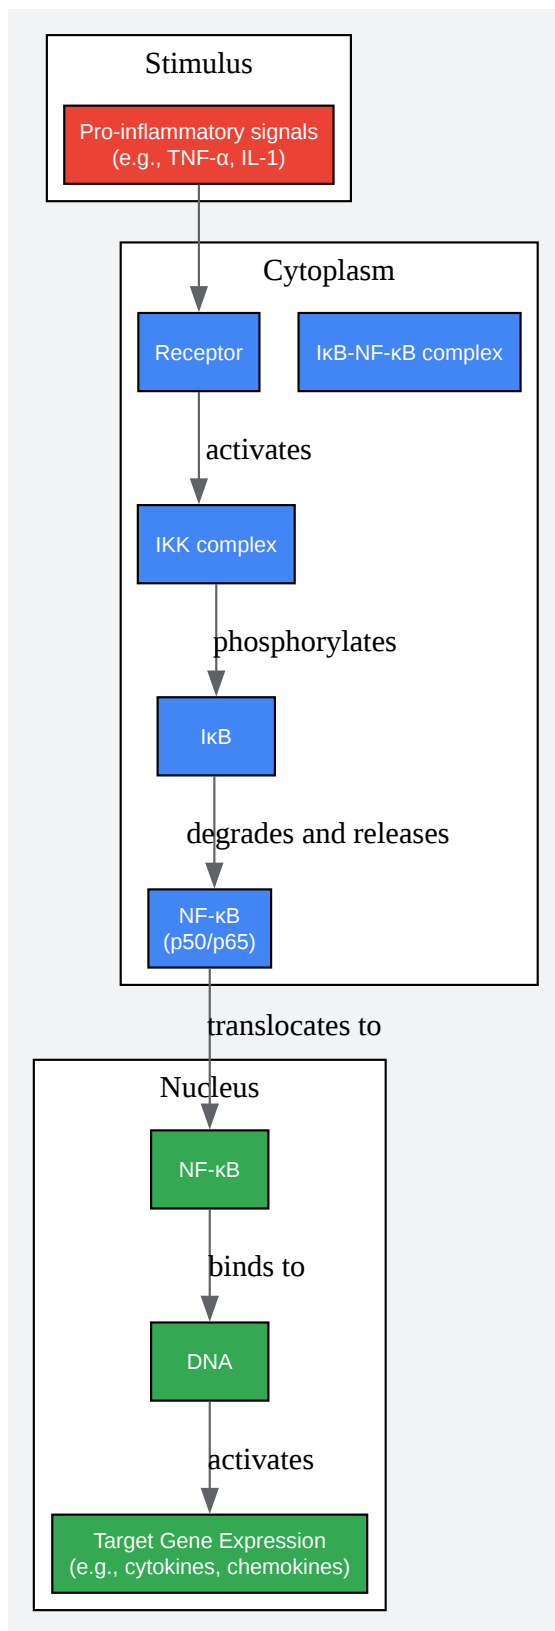 Stimulus
Pro-inflammatory signals
(e.g., TNF-α, IL-1)
Cytoplasm
Receptor
IκB-NF-κB complex
activates
IKK complex
phosphorylates
IκB
degrades and releases
NF-κB
(p50/p65)
translocates to
Nucleus
NF-κB
binds to
DNA
activates
Target Gene Expression
(e.g., cytokines, chemokines)